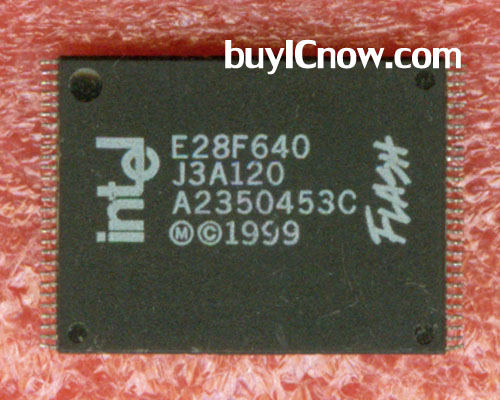 buyICnow.com
intel
E28F640
J3A120
A2350453C
Ⓜ©1999
FLASH